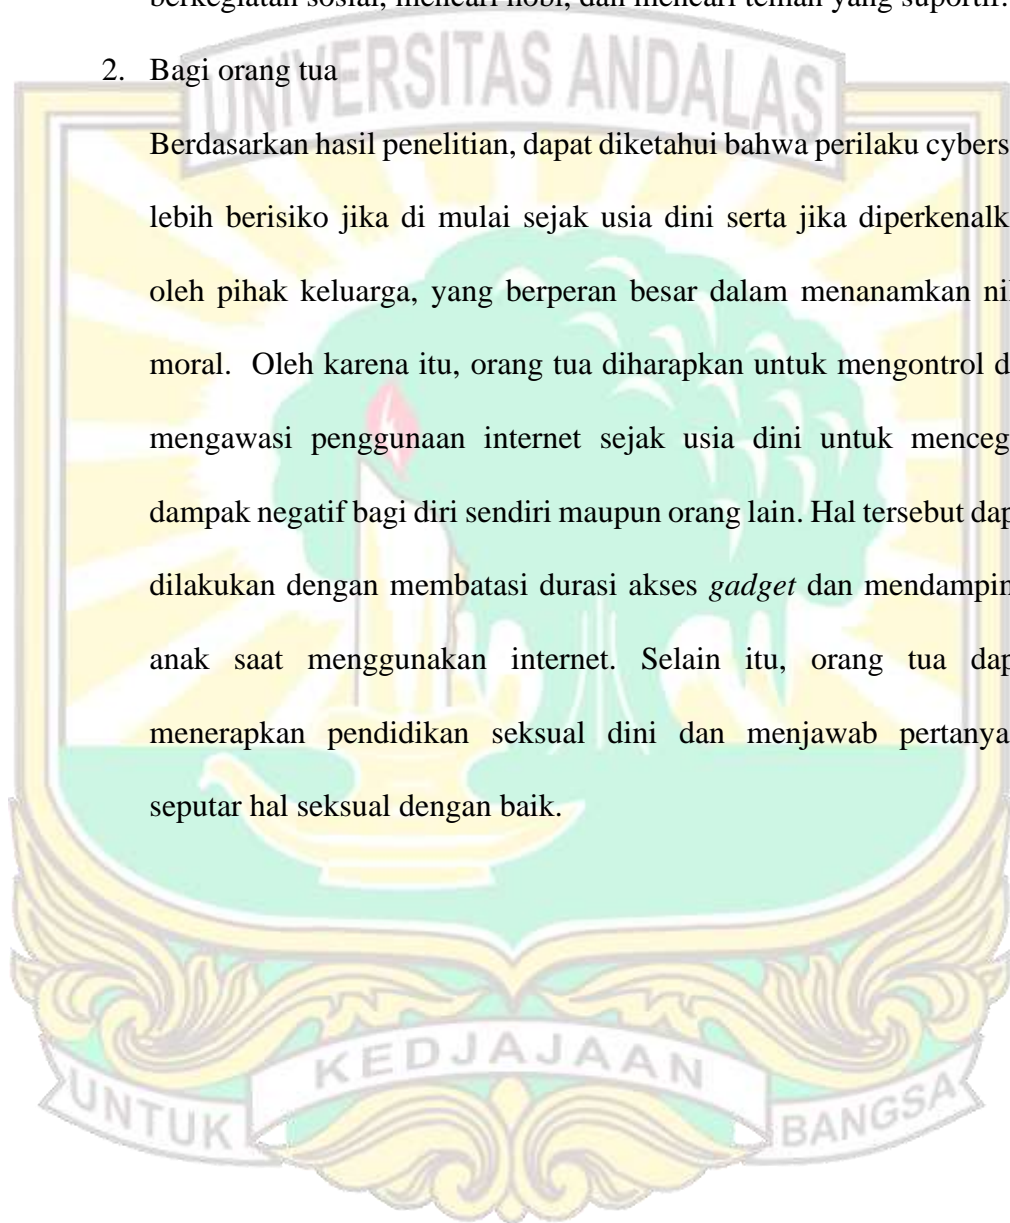 berkegiatan sosial, mencari hobi, dan mencari teman yang suportif.
UNIVERSITAS ANDALAS
2. Bagi orang tua
Berdasarkan hasil penelitian, dapat diketahui bahwa perilaku cybers
lebih berisiko jika di mulai sejak usia dini serta jika diperkenalk
oleh pihak keluarga, yang berperan besar dalam menanamkan ni
moral. Oleh karena itu, orang tua diharapkan untuk mengontrol d
mengawasi penggunaan internet sejak usia dini untuk menceg
dampak negatif bagi diri sendiri maupun orang lain. Hal tersebut dap
dilakukan dengan membatasi durasi akses gadget dan mendampin
anak saat menggunakan internet. Selain itu, orang tua dap
menerapkan pendidikan seksual dini dan menjawab pertanya
seputar hal seksual dengan baik.
UNTUK KEDJAJAAN BANGSA